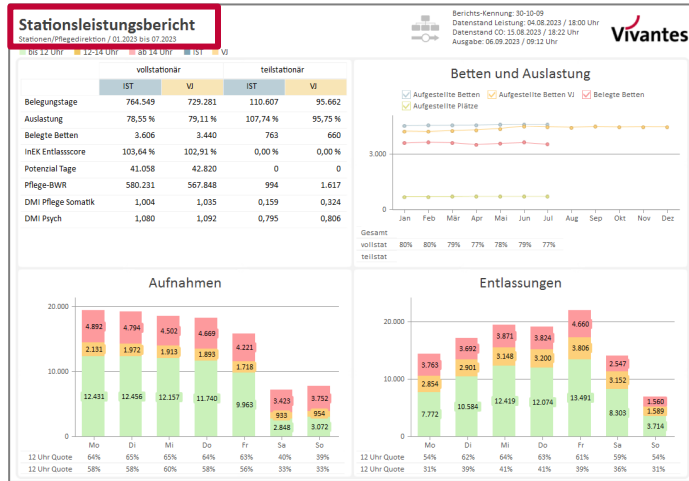 Stationsleistungsbericht
Stationen/Pflegedirektion / 01.2023 bis 07.2023
Berichts-Kennung: 30-10-09
Datenstand Leistung: 04.08.2023 / 18:00 Uhr
Datenstand CO: 15.08.2023 / 18:22 Uhr
Ausgabe: 06.09.2023 / 09:12 Uhr
Vivantes
bis 12 Uhr 12-14 Uhr ab 14 Uhr IST VJ
vollstationär teilstationär
IST VJ IST VJ
Belegungstage 764.549 729.281 110.607 95.662
Auslastung 78,55 % 79,11 % 107,74 % 95,75 %
Belegte Betten 3.606 3.440 763 660
InEK Entlassscore 103,64 % 102,91 % 0,00 % 0,00 %
Potenzial Tage 41.058 42.820 0 0
Pflege-BWR 580.231 567.848 994 1.617
DMI Pflege Somatik 1,004 1,035 0,159 0,324
DMI Psych 1,080 1,092 0,795 0,806
Betten und Auslastung
Aufgestellte Betten Aufgestellte Betten VJ Belegte Betten
Aufgestellte Plätze
3.000
0
Jan Feb Mär Apr Mai Jun Jul Aug Sep Okt Nov Dez
Gesamt
vollstat 80% 80% 79% 77% 78% 79% 77%
teilstat
Aufnahmen
20.000
10.000
0
4.892 4.794 4.502 4.669 4.221 3.423 3.752
2.131 1.972 1.913 1.893 1.718 933 954
12.431 12.456 12.157 11.740 9.963 2.848 3.072
Mo Di Mi Do Fr Sa So
12 Uhr Quote 64% 65% 65% 64% 63% 40% 39%
12 Uhr Quote 58% 58% 60% 58% 56% 33% 33%
Entlassungen
20.000
10.000
0
3.763 3.692 3.871 3.824 4.660 2.547 1.560
2.854 2.901 3.148 3.200 3.806 3.152 1.589
7.772 10.584 12.419 12.074 13.491 8.303 3.714
Mo Di Mi Do Fr Sa So
12 Uhr Quote 54% 62% 64% 63% 61% 59% 54%
12 Uhr Quote 31% 39% 41% 41% 39% 36% 31%